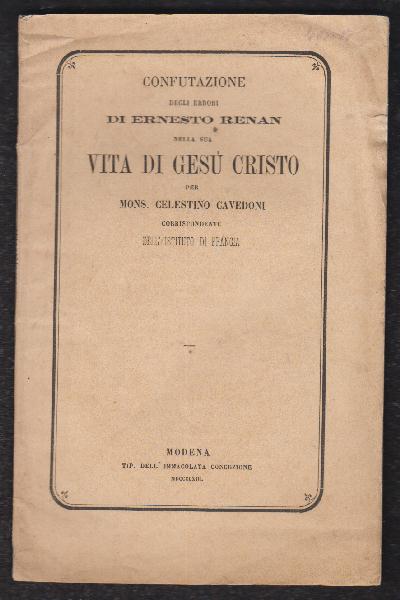 CONFUTAZIONE
DEGLI ERRORI
DI ERNESTO RENAN
NELLA SUA
VITA DI GESÙ CRISTO
PER
MONS. CELESTINO CAVEDONI
CORRISPONDENTE
DELL'ISTITUTO DI FRANCIA
MODENA
TIP. DELL' IMMACOLATA CONCEZIONE
MDCCCLXIII.